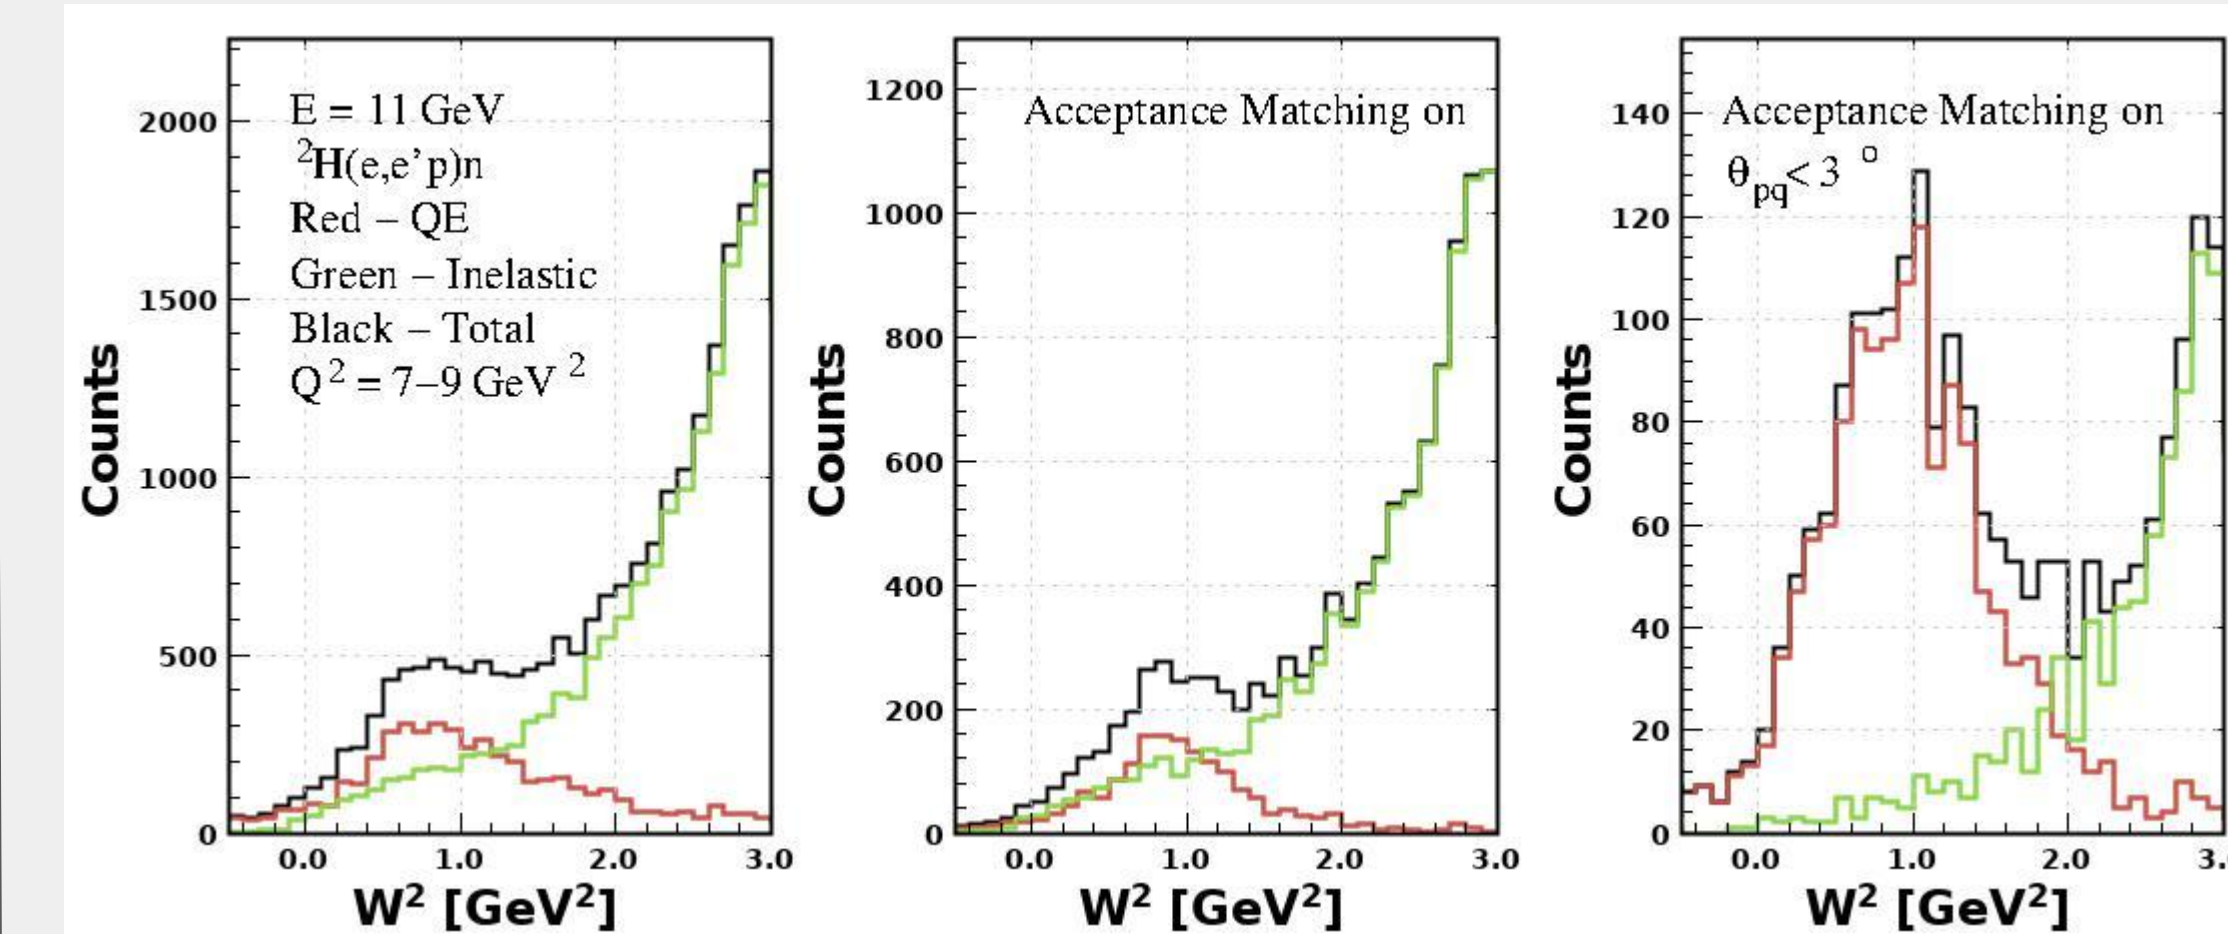 E = 11 GeV
²H(e,e'p)n
Red – QE
Green – Inelastic
Black – Total
Q² = 7–9 GeV²
Counts
2000
1500
1000
500
0
0.0 1.0 2.0 3.0
W² [GeV²]
Acceptance Matching on
Counts
1200
1000
800
600
400
200
0
0.0 1.0 2.0 3.0
W² [GeV²]
Acceptance Matching on
θpq< 3 °
Counts
140
120
100
80
60
40
20
0
0.0 1.0 2.0 3.
W² [GeV²]